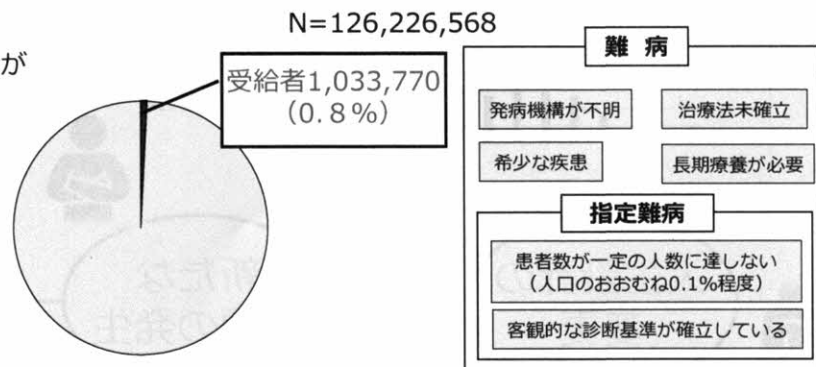 N=126,226,568
が
受給者1,033,770
（0.8％）
難 病
発病機構が不明
治療法未確立
希少な疾患
長期療養が必要
指定難病
患者数が一定の人数に達しない
（人口のおおむね0.1%程度）
客観的な診断基準が確立している